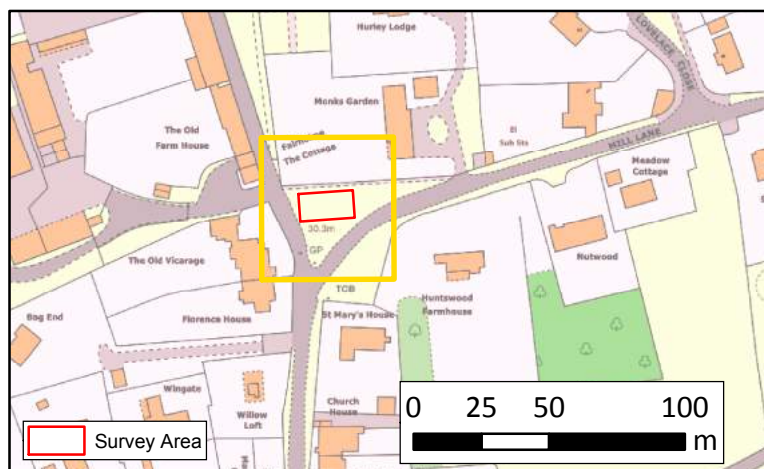 Hurley Lodge
LOVELACE CLOSE
Monks Garden
The Old
Farm House
Fairholme
The Cottage
El
Sub Sta
MILL LANE
Meadow
Cottage
30.3m
GP
The Old Vicarage
Nutwood
TCB
Huntswood
Farmhouse
Florence House
St Mary's House
Bog End
Wingate
Willow
Loft
Church
House
0 25 50 100
m
Survey Area